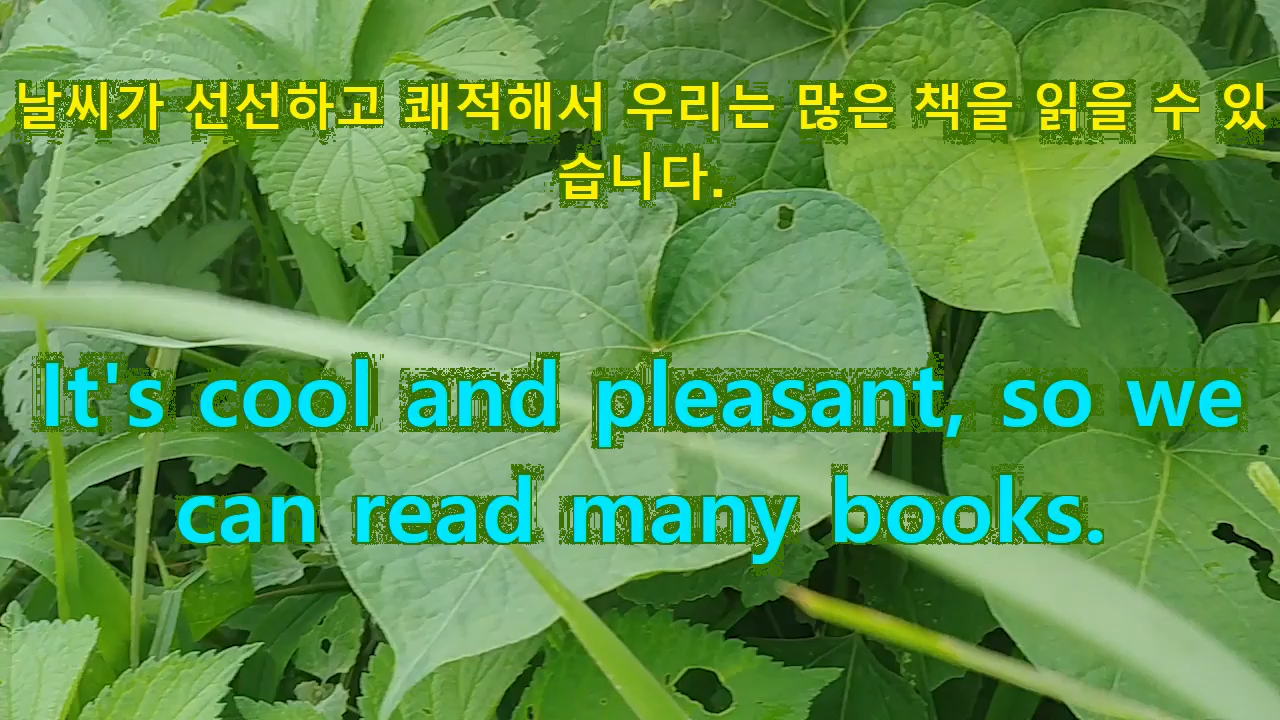 날씨가 선선하고 쾌적해서 우리는 많은 책을 읽을 수 있
습니다.
It's cool and pleasant, so we
can read many books.